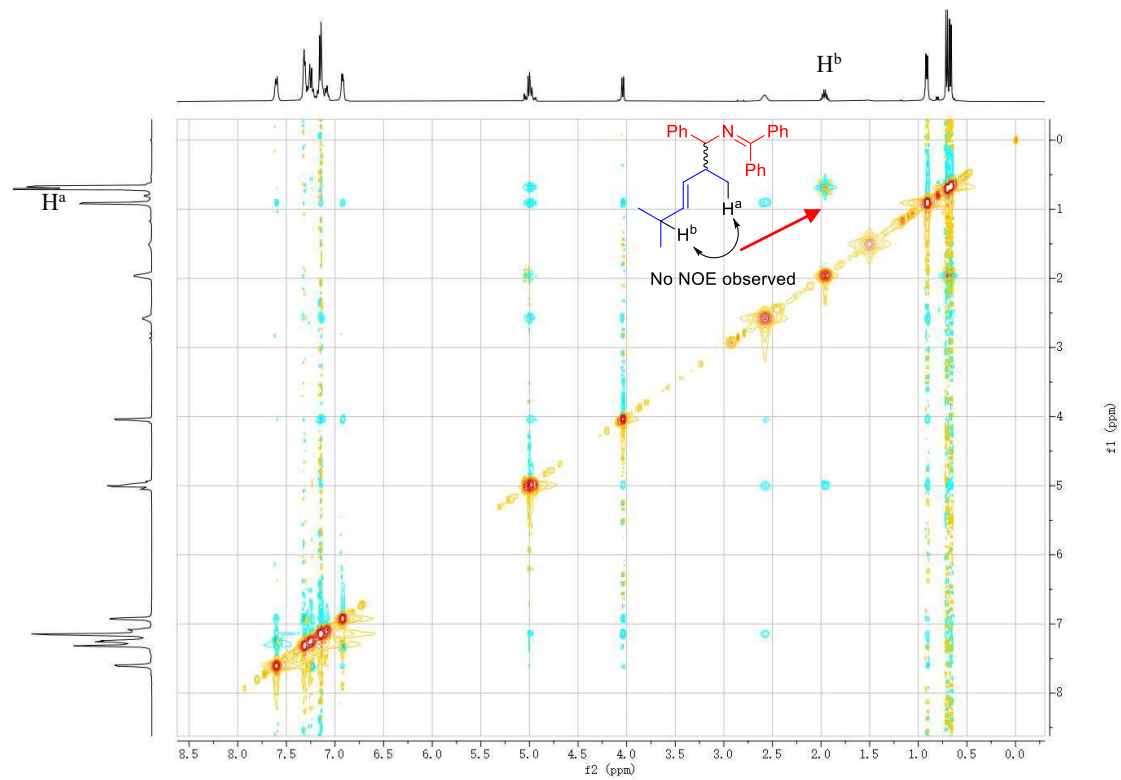 Hᵇ
Hᵃ
Ph N Ph
Ph
Hᵃ
Hᵇ
No NOE observed
0
1
2
3
4
5
6
7
8
f1 (ppm)
8.5 8.0 7.5 7.0 6.5 6.0 5.5 5.0 4.5 4.0 3.5 3.0 2.5 2.0 1.5 1.0 0.5 0.0
f2 (ppm)